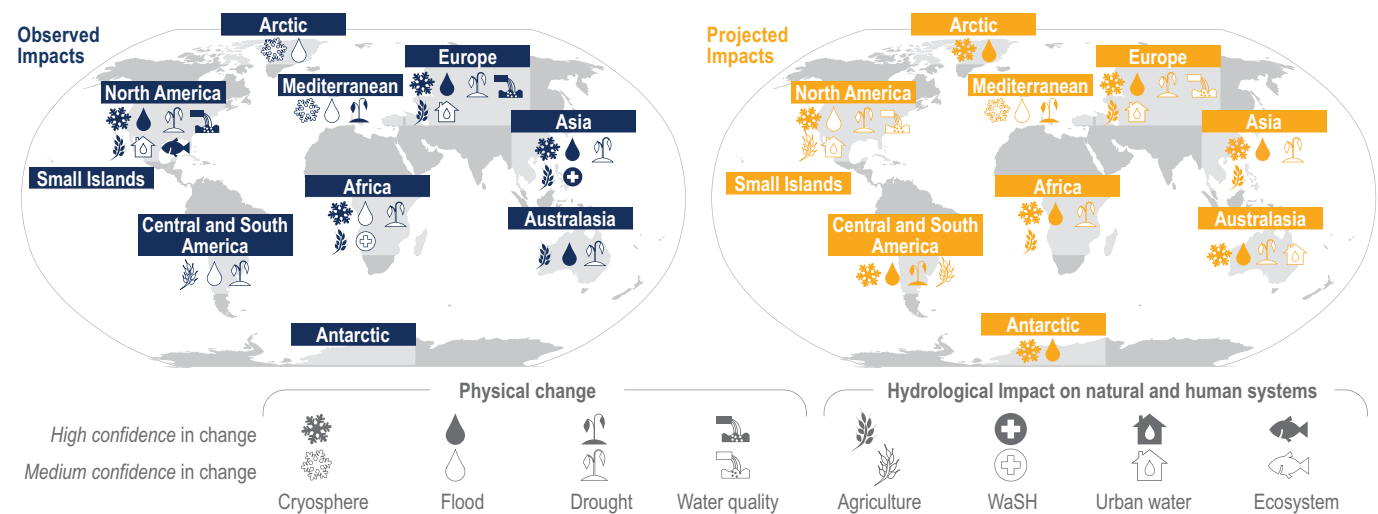 Observed
Impacts
Arctic
Europe
Mediterranean
North America
Asia
Small Islands
Africa
Central and South
America
Australasia
Antarctic
Projected
Impacts
Arctic
Europe
Mediterranean
North America
Asia
Small Islands
Africa
Central and South
America
Australasia
Antarctic
Physical change
Hydrological Impact on natural and human systems
High confidence in change
Medium confidence in change
Cryosphere
Flood
Drought
Water quality
Agriculture
WaSH
Urban water
Ecosystem